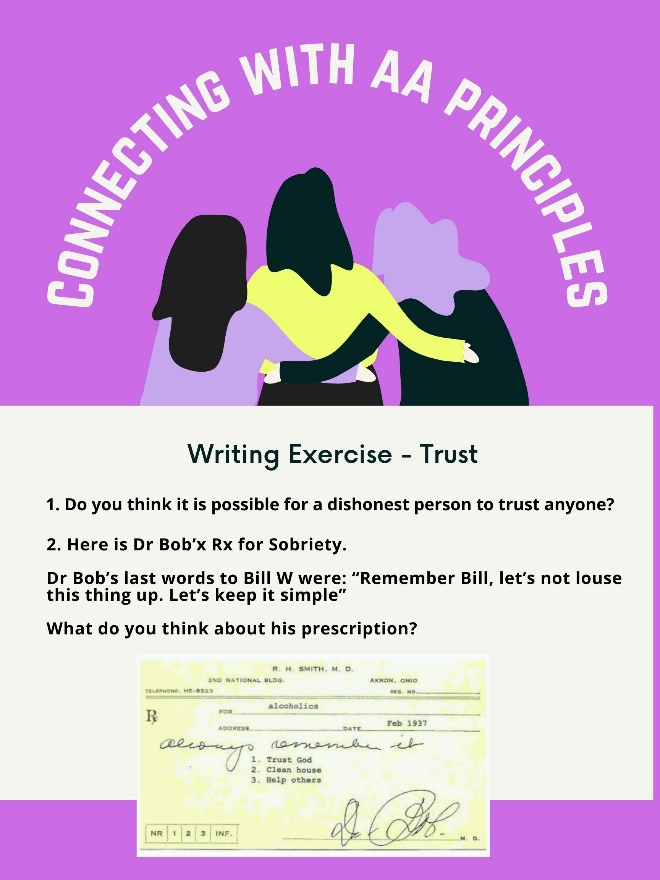 CONNECTING WITH AA PRINCIPLES
Writing Exercise - Trust
1. Do you think it is possible for a dishonest person to trust anyone?
2. Here is Dr Bob’x Rx for Sobriety.
Dr Bob’s last words to Bill W were: “Remember Bill, let’s not louse
this thing up. Let’s keep it simple”
What do you think about his prescription?
R. H. SMITH, M. D.
2ND NATIONAL BLDG. AKRON, OHIO
TELEPHONE: HE-8523 REG. NO.
℞ FOR alcoholics
ADDRESS DATE Feb 1937
always remember it
1. Trust God
2. Clean house
3. Help others
Dr Bob-
M. D.
NR 1 2 3 INF.